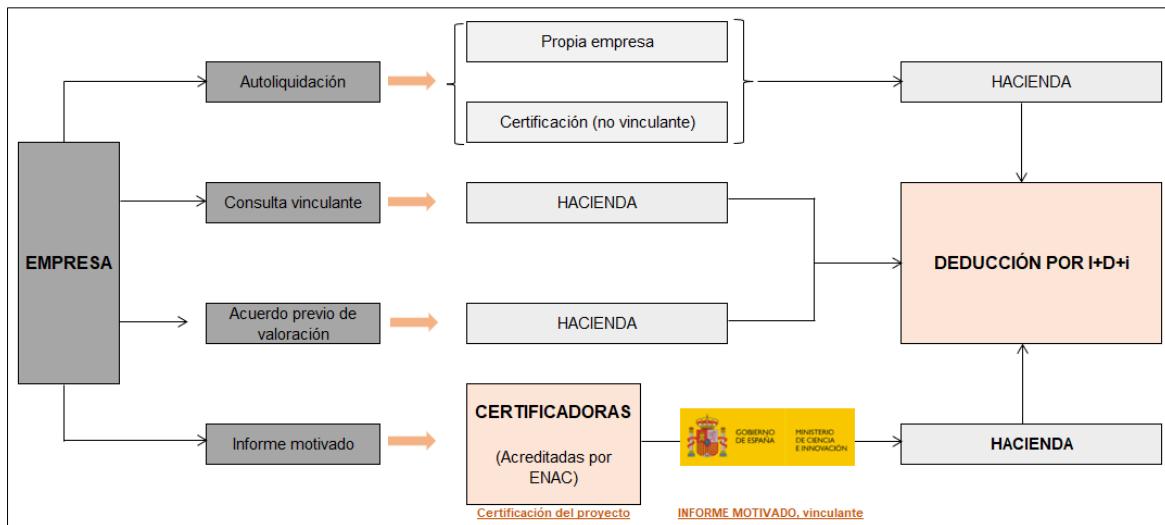 Propia empresa
Autoliquidación
HACIENDA
Certificación (no vinculante)
Consulta vinculante
HACIENDA
EMPRESA
DEDUCCIÓN POR I+D+i
Acuerdo previo de
valoración
HACIENDA
Informe motivado
CERTIFICADORAS
(Acreditadas por
ENAC)
GOBIERNO
DE ESPAÑA
MINISTERIO
DE CIENCIA
E INNOVACIÓN
HACIENDA
Certificación del proyecto
INFORME MOTIVADO, vinculante